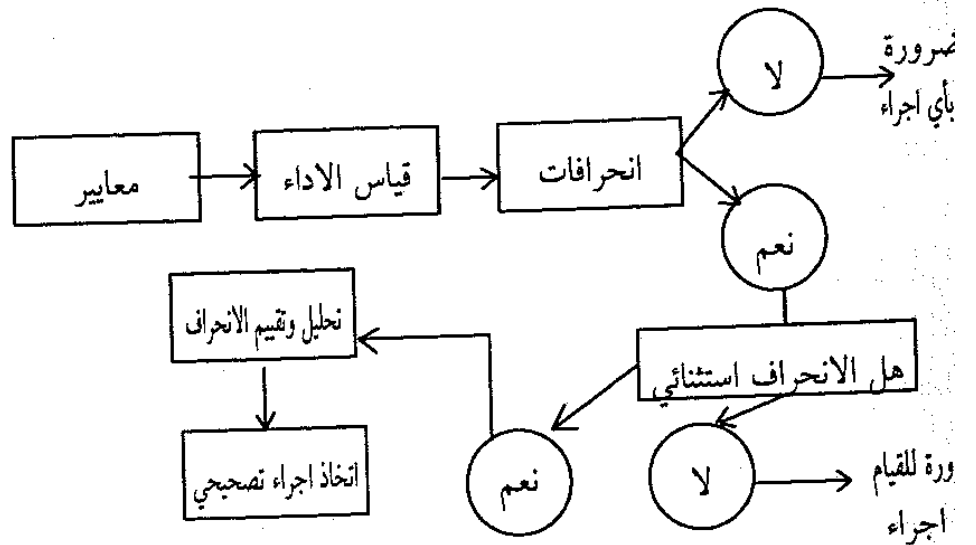 لا
ضرورة
بأي اجراء
معايير
قياس الاداء
انحرافات
نعم
هل الانحراف استثنائي
تحليل وتقييم الانحراف
اتخاذ اجراء تصحيحي
نعم
لا
للقيام
اجراء